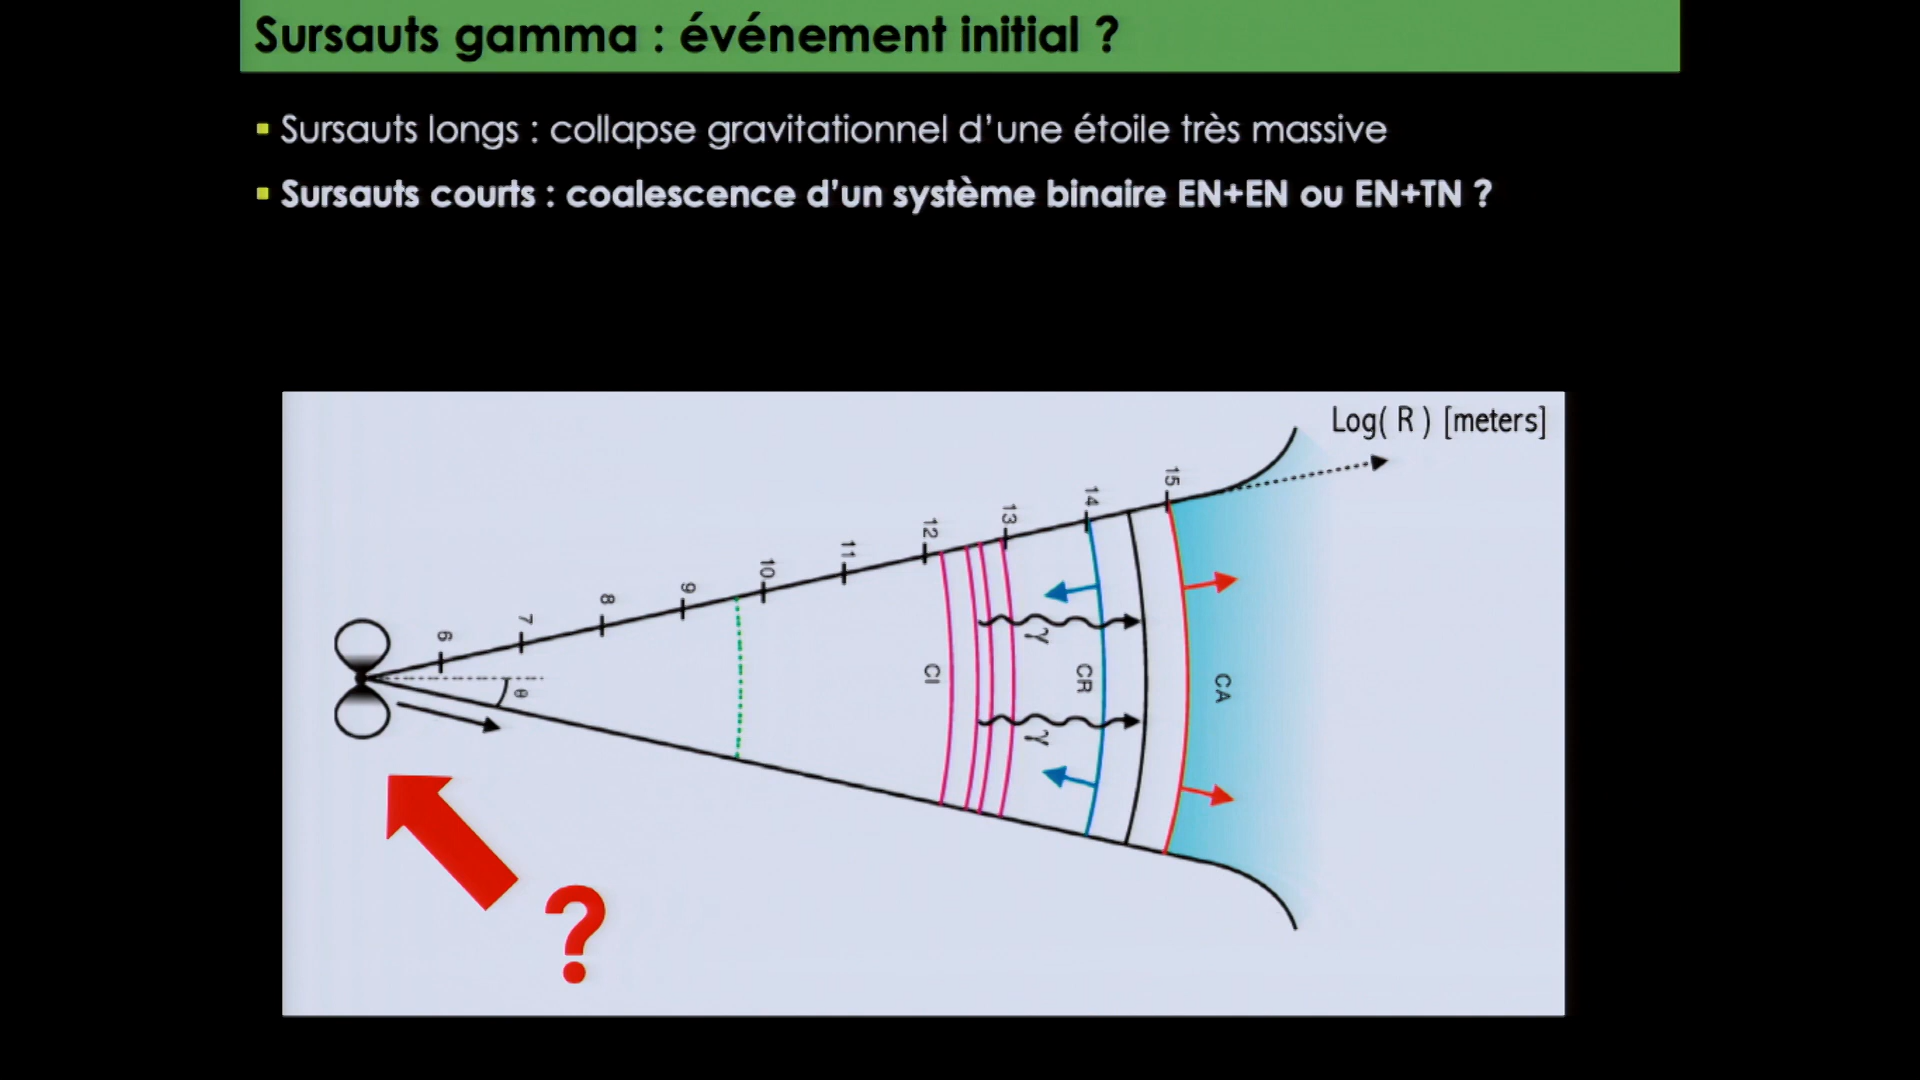 Sursauts gamma : événement initial ?
Sursauts longs : collapse gravitationnel d'une étoile très massive
Sursauts courts : coalescence d'un système binaire EN+EN ou EN+TN ?
Log( R ) [meters]
15
14
13
12
11
10
9
8
7
6
θ
CI
γ
γ
CR
CA
?